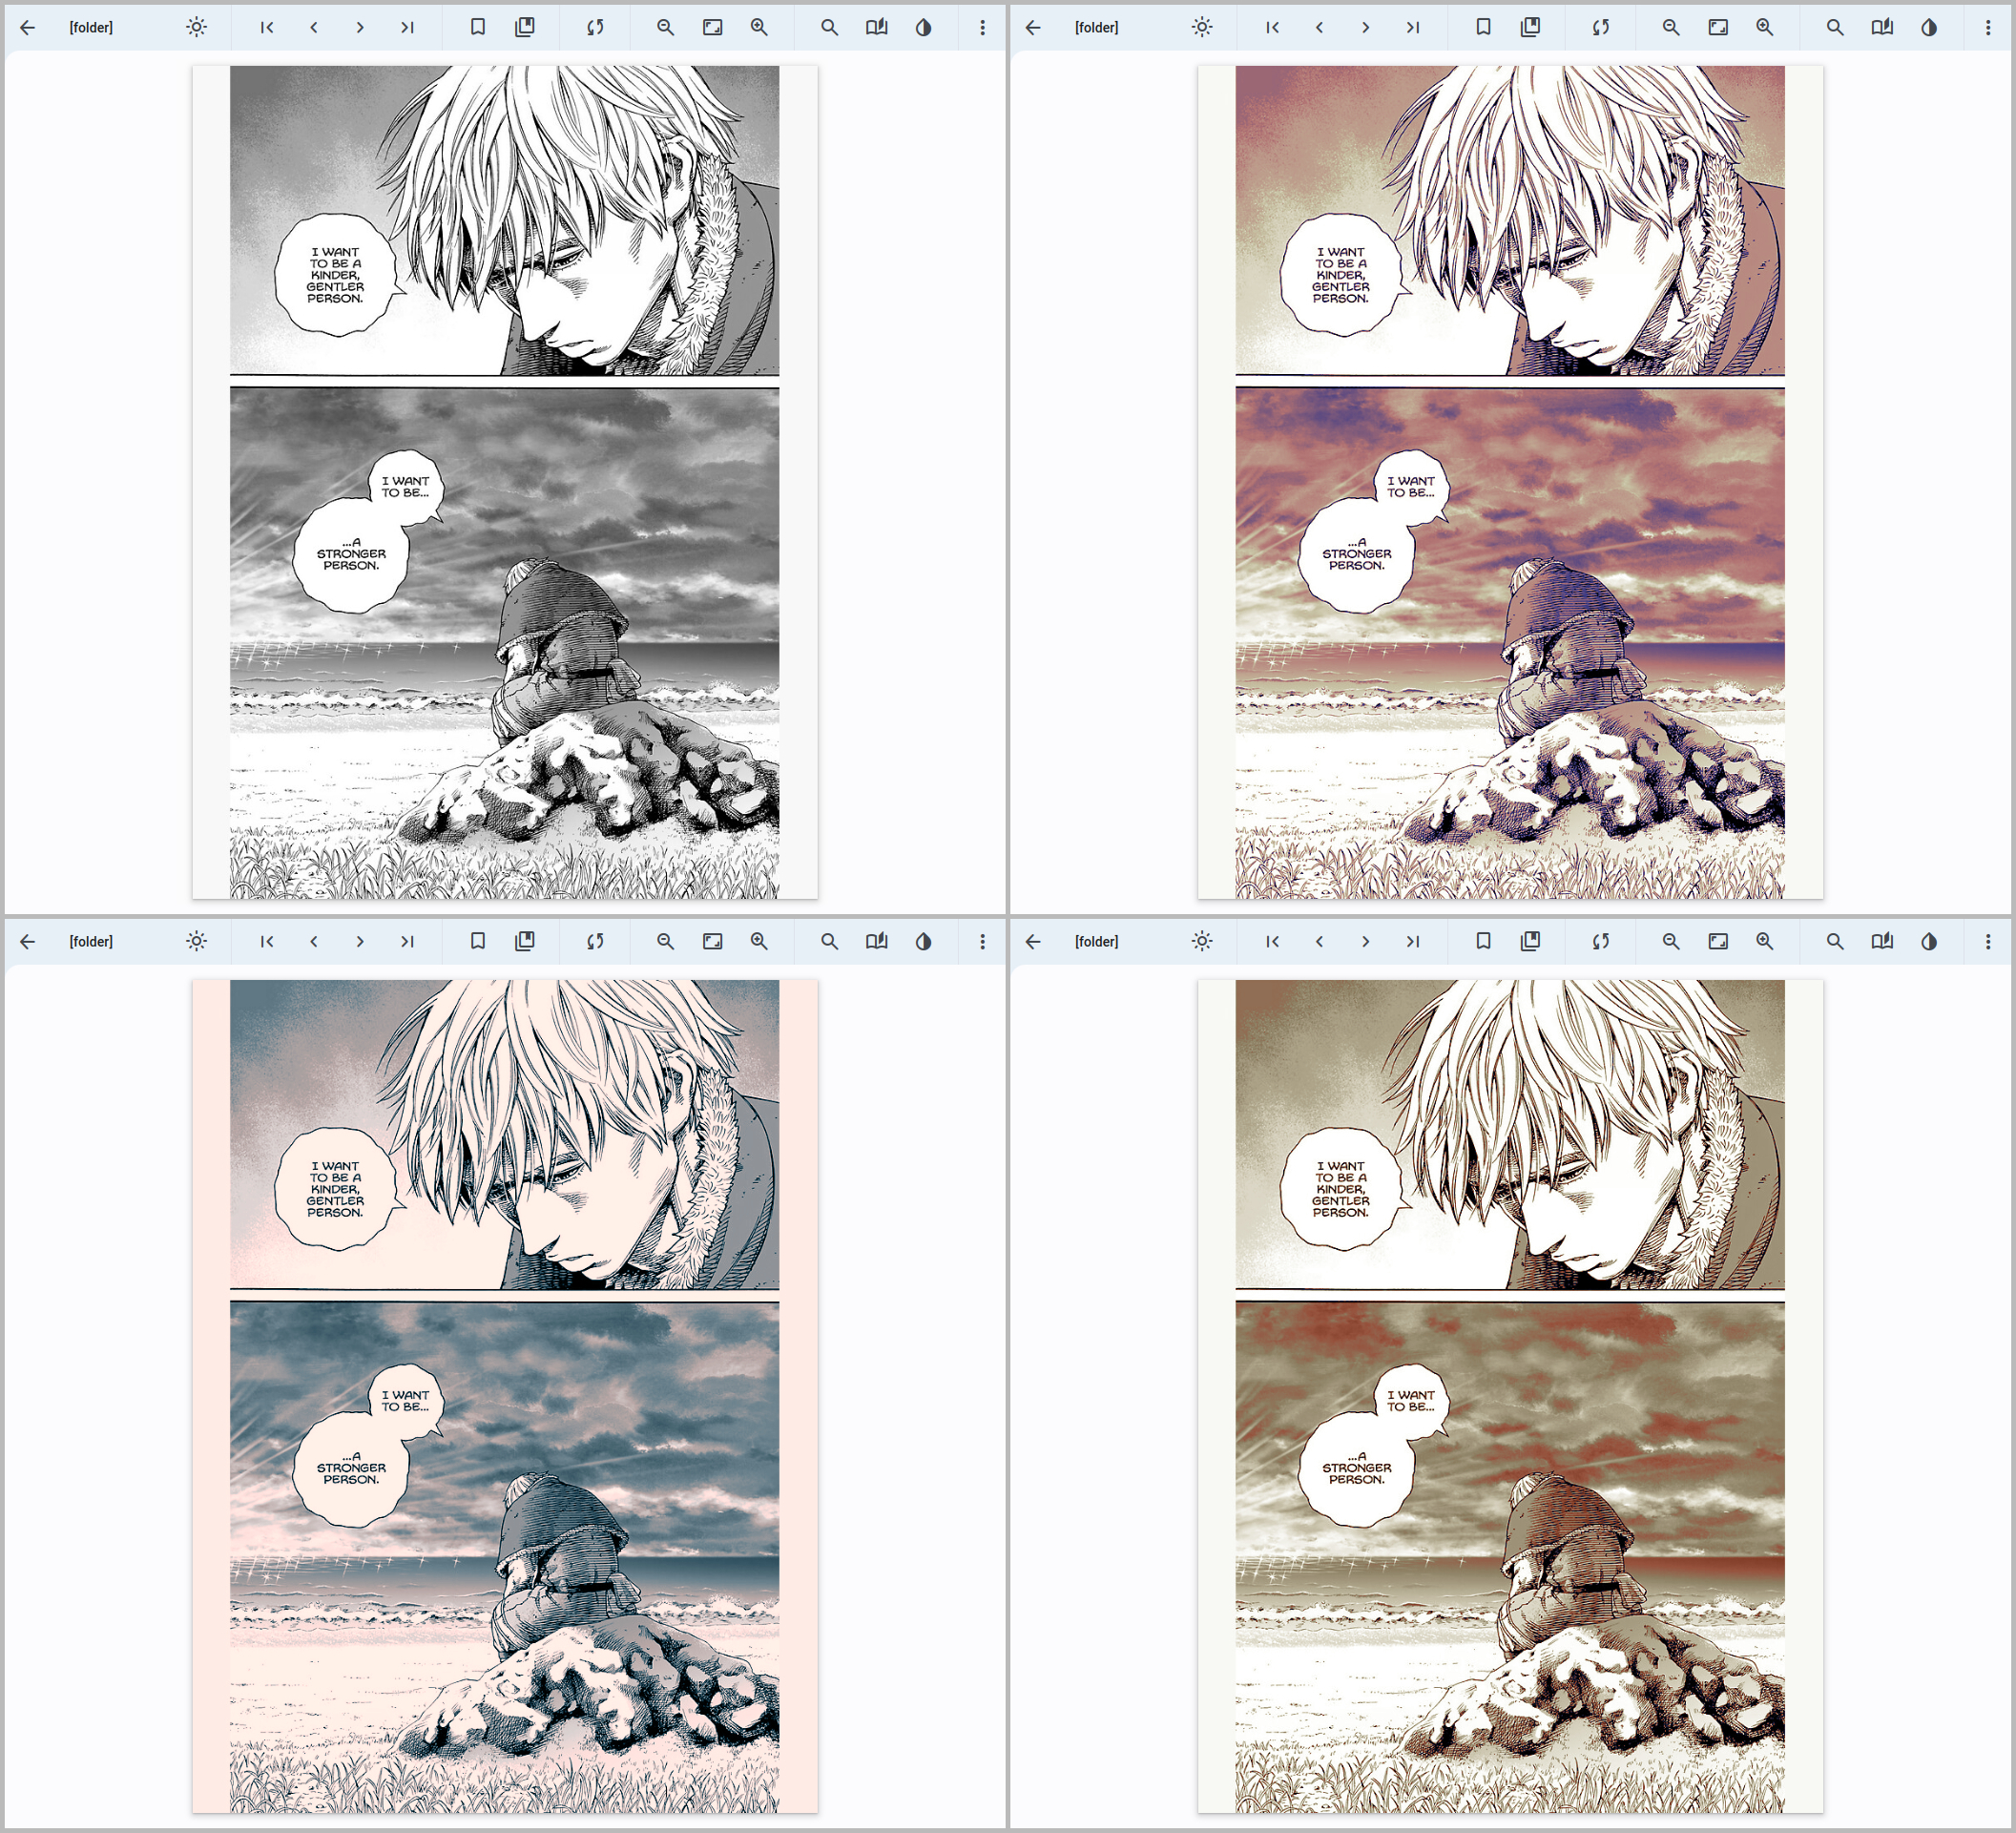 [folder]
I WANT
TO BE A
KINDER,
GENTLER
PERSON.
I WANT
TO BE...
...A
STRONGER
PERSON.
[folder]
I WANT
TO BE A
KINDER,
GENTLER
PERSON.
I WANT
TO BE...
...A
STRONGER
PERSON.
[folder]
I WANT
TO BE A
KINDER,
GENTLER
PERSON.
I WANT
TO BE...
...A
STRONGER
PERSON.
[folder]
I WANT
TO BE A
KINDER,
GENTLER
PERSON.
I WANT
TO BE...
...A
STRONGER
PERSON.